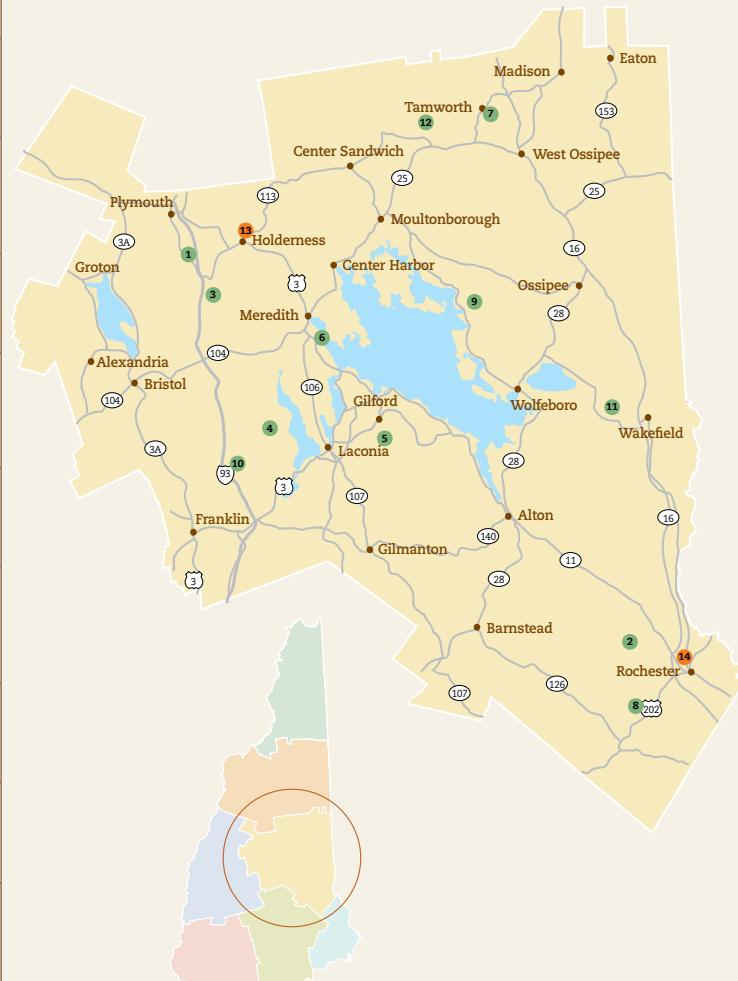 Eaton
Madison
Tamworth
7
153
12
Center Sandwich
West Ossipee
25
25
113
Plymouth
Moultonborough
13
Holderness
3A
16
1
Center Harbor
Groton
3
Ossipee
3
9
28
Meredith
6
104
Alexandria
Bristol
106
104
Gilford
Wolfeboro
11
Wakefield
4
5
3A
Laconia
10
93
28
3
107
Franklin
Alton
16
140
Gilmanton
11
3
28
Barnstead
2
14
Rochester
126
107
8
202